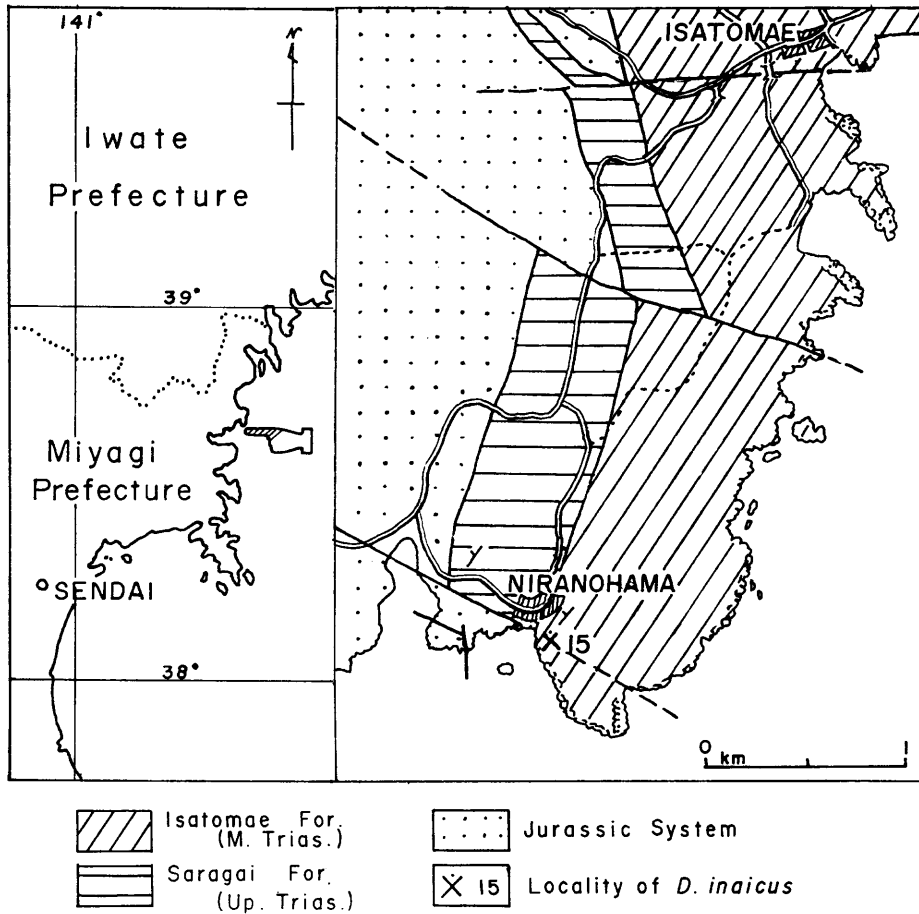 141°
N
Iwate
Prefecture
39°
Miyagi
Prefecture
SENDAI
38°
ISATOMAE
NIRANOHAMA
15
0 1
km
Isatomae For.
(M. Trias.)
Saragai For.
(Up. Trias.)
Jurassic System
15 Locality of D. inaicus